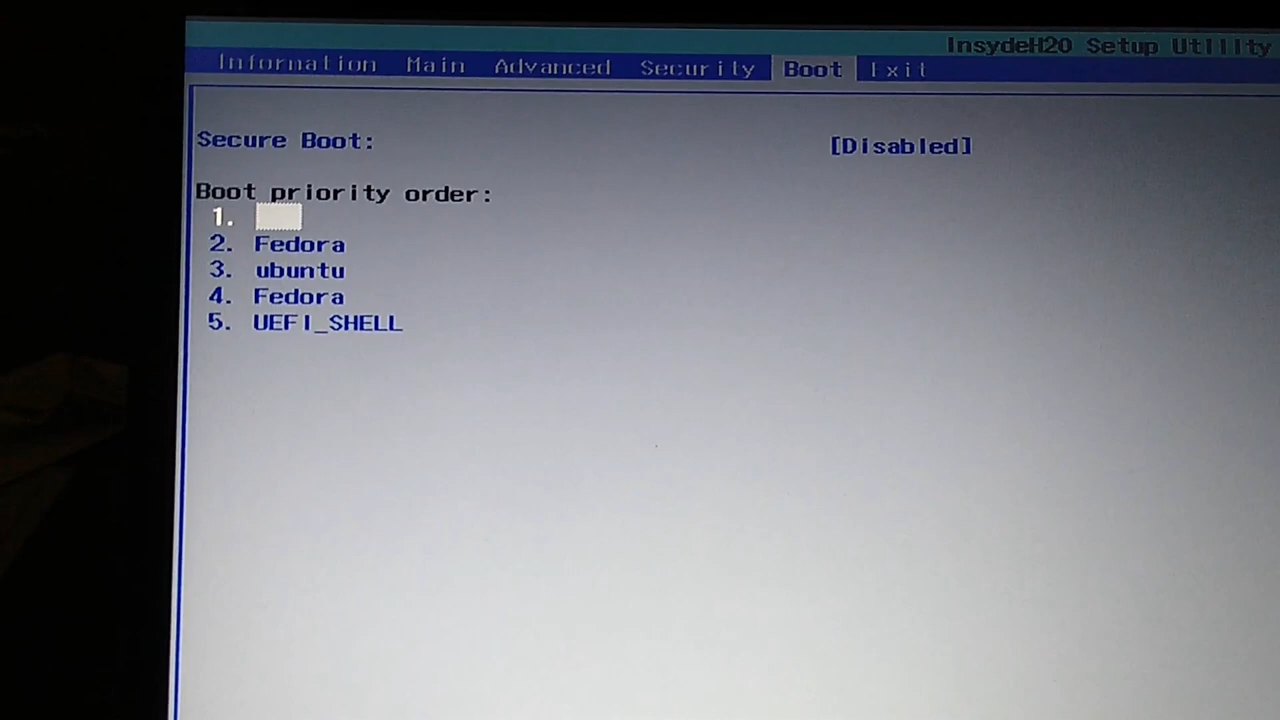 InsydeH20 Setup Utility
Information Main Advanced Security Boot Exit
Secure Boot: [Disabled]
Boot priority order:
1.
2. Fedora
3. ubuntu
4. Fedora
5. UEFI_SHELL